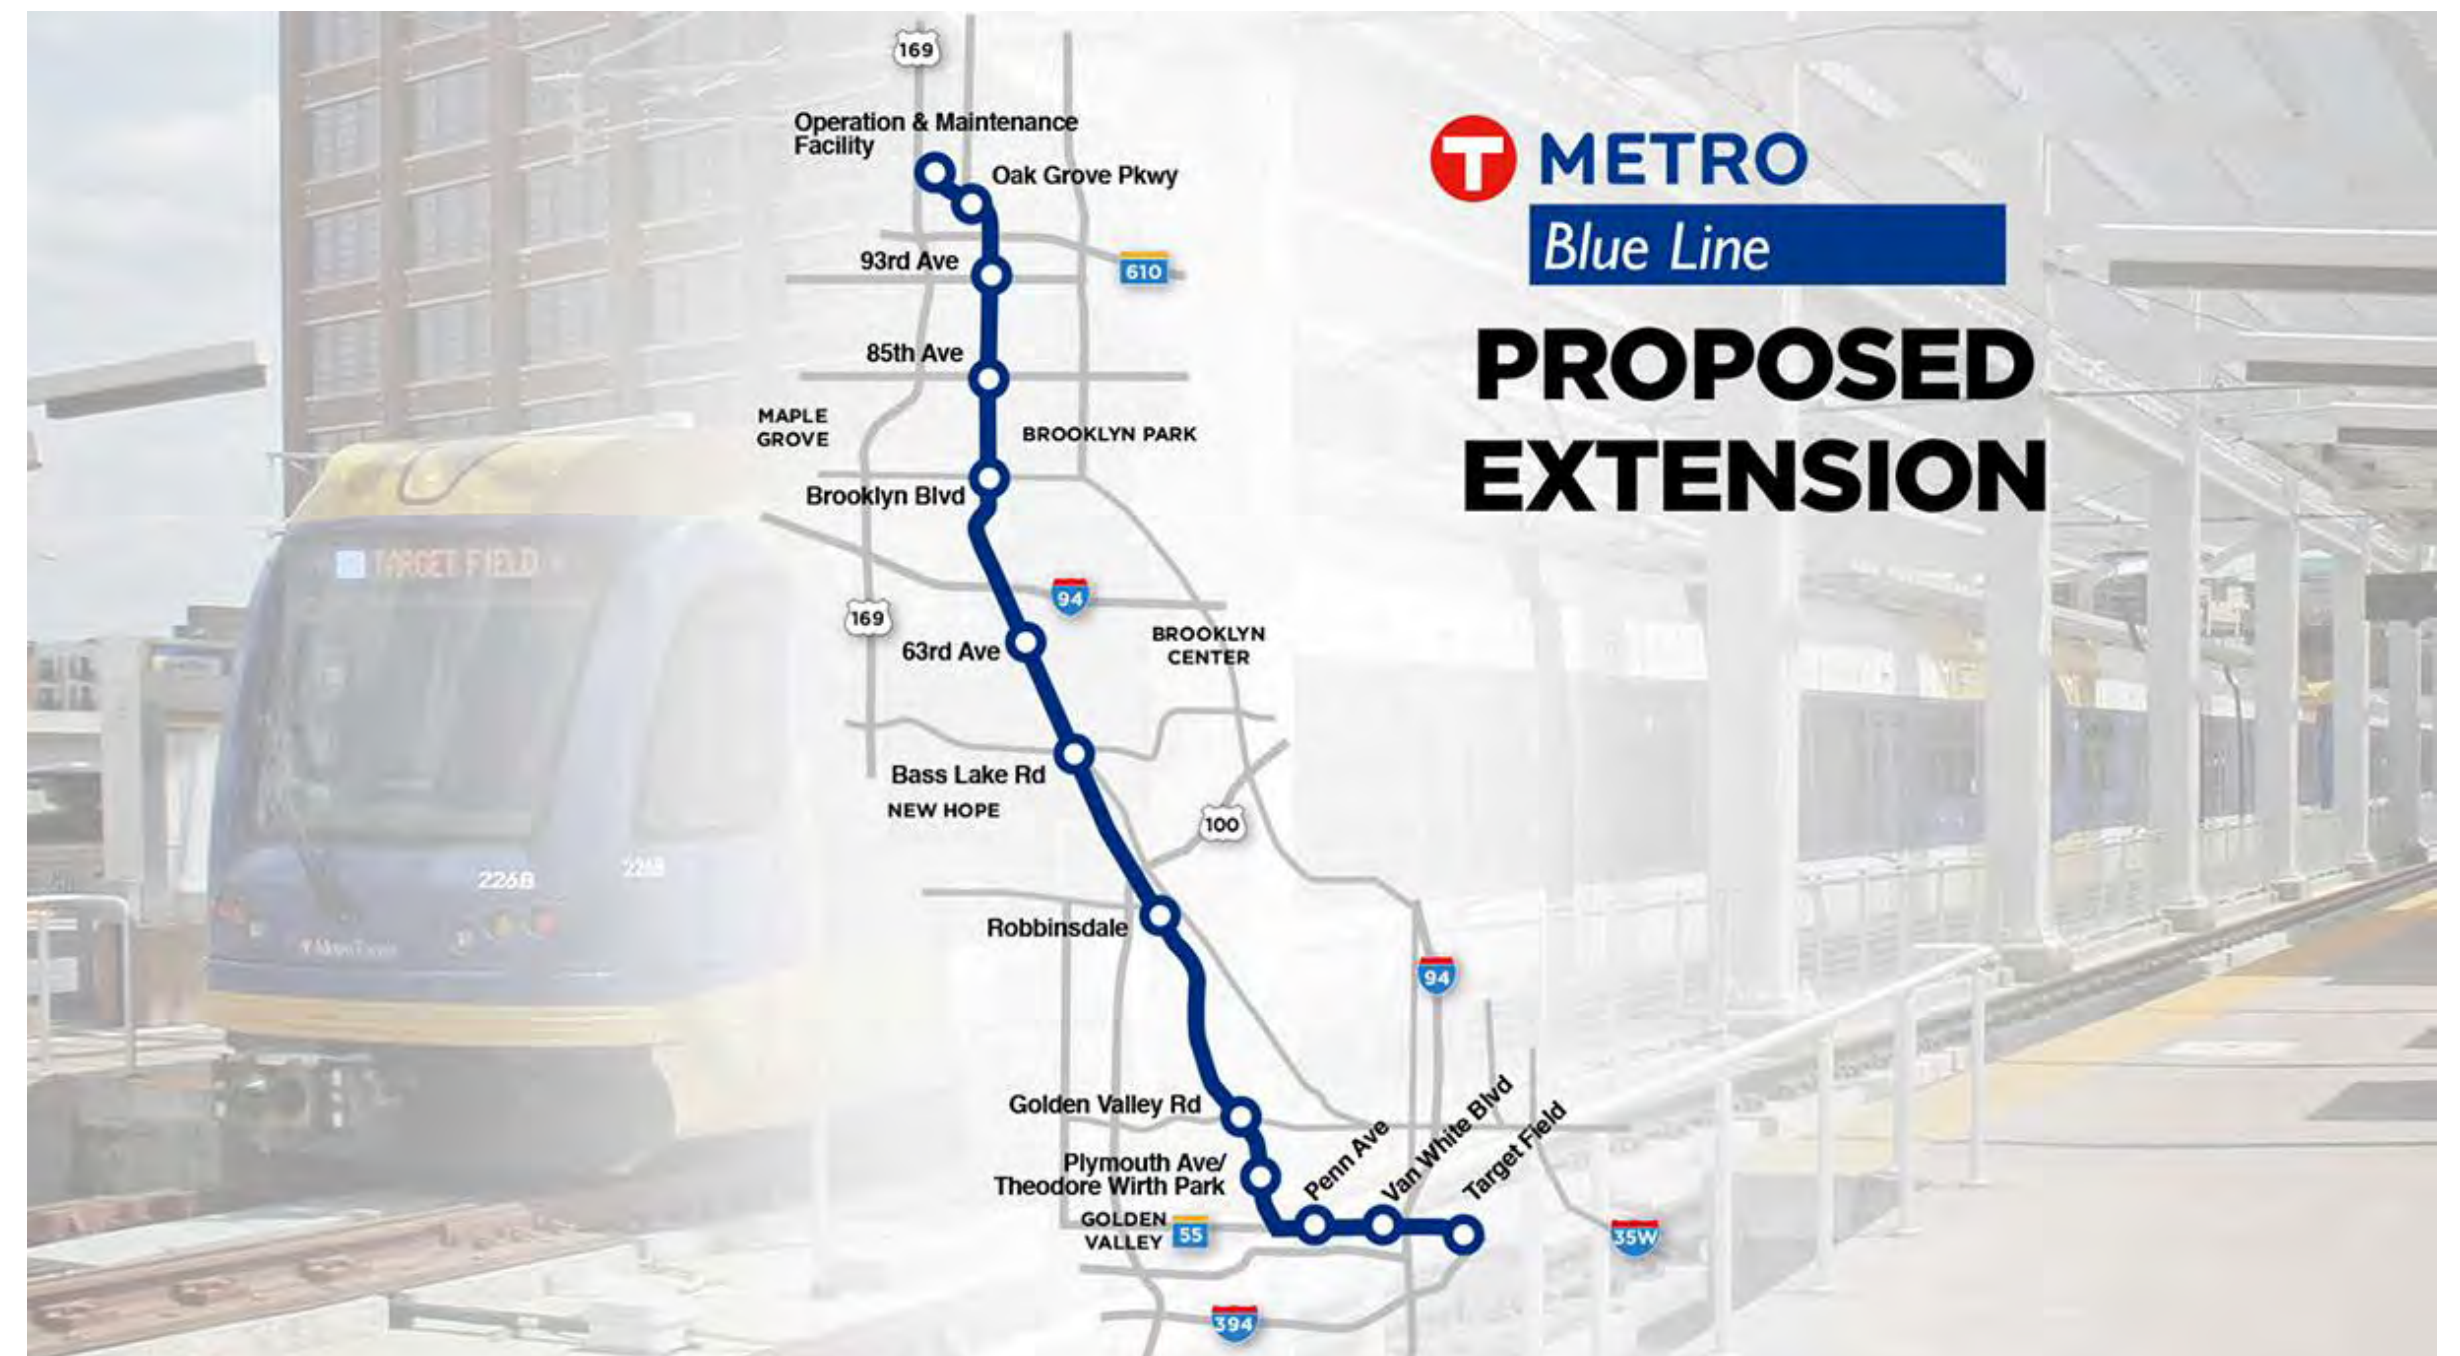 169
Operation & Maintenance
Facility
Oak Grove Pkwy
93rd Ave
610
85th Ave
MAPLE
GROVE
BROOKLYN PARK
Brooklyn Blvd
94
169
63rd Ave
BROOKLYN
CENTER
Bass Lake Rd
NEW HOPE
100
Robbinsdale
94
Golden Valley Rd
Plymouth Ave/
Theodore Wirth Park
Penn Ave
Van White Blvd
Target Field
GOLDEN
VALLEY
55
35W
394
T METRO
Blue Line
PROPOSED
EXTENSION
TARGET FIELD
226B
226B
MetroTransit